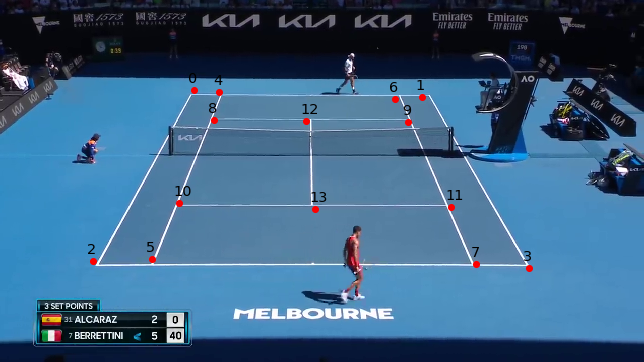 國窖1573 國窖1573 KIA KIA KIA Emirates FLY BETTER Emirates FLY BETTER
196
AO
0 4 6 1
8 12 9
KIA
10 13 11
2 5 7 3
3 SET POINTS
31 ALCARAZ 2 0
7 BERRETTINI 5 40
MELBOURNE